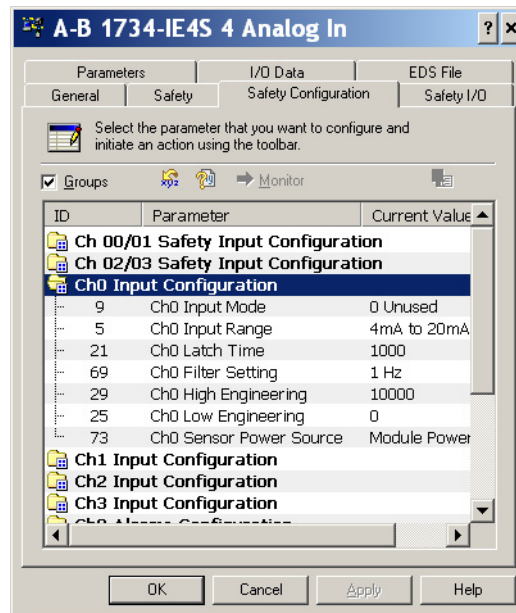 A-B 1734-IE4S 4 Analog In
Parameters I/O Data EDS File
General Safety Safety Configuration Safety I/O
Select the parameter that you want to configure and
initiate an action using the toolbar.
Groups Monitor
ID Parameter Current Value
Ch 00/01 Safety Input Configuration
Ch 02/03 Safety Input Configuration
Ch0 Input Configuration
9 Ch0 Input Mode 0 Unused
5 Ch0 Input Range 4mA to 20mA
21 Ch0 Latch Time 1000
69 Ch0 Filter Setting 1 Hz
29 Ch0 High Engineering 10000
25 Ch0 Low Engineering 0
73 Ch0 Sensor Power Source Module Power
Ch1 Input Configuration
Ch2 Input Configuration
Ch3 Input Configuration
OK Cancel Apply Help